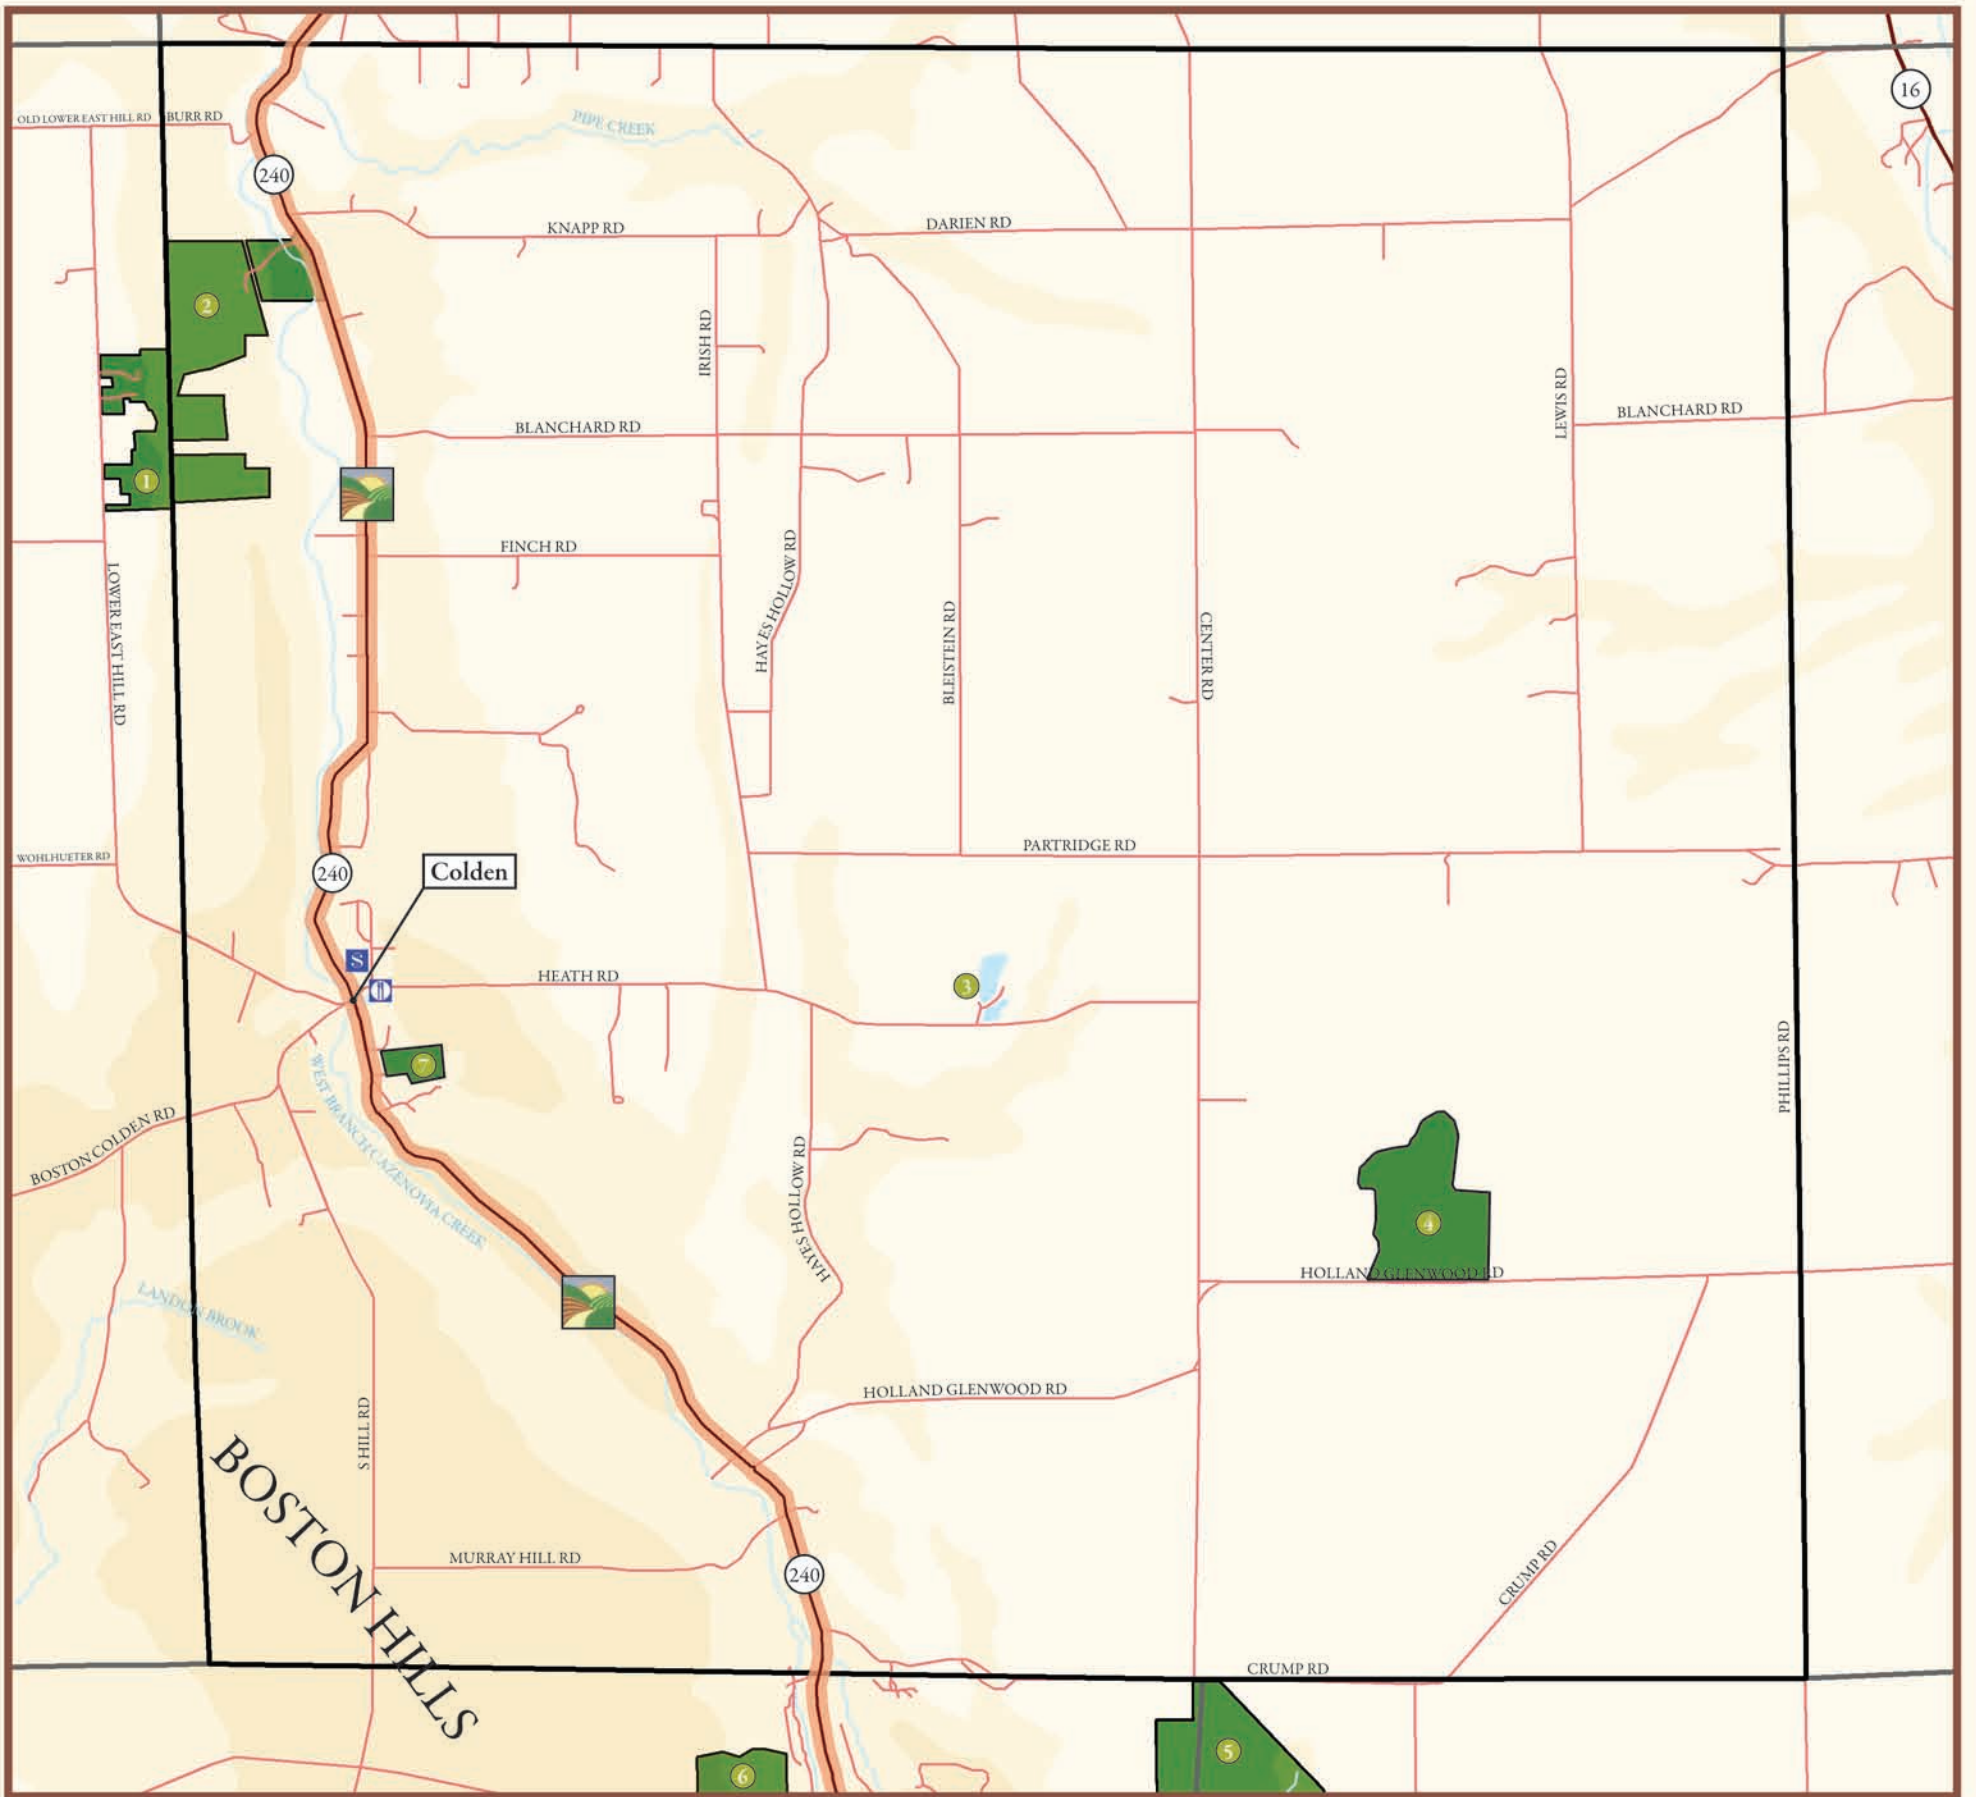 16
OLD LOWER EAST HILL RD
BURR RD
PIPE CREEK
240
KNAPP RD
DARIEN RD
2
IRISH RD
LEWIS RD
BLANCHARD RD
BLANCHARD RD
1
FINCH RD
LOWER EAST HILL RD
HAYES HOLLOW RD
BLEISTEIN RD
CENTER RD
PARTRIDGE RD
WOHLHUETER RD
240
Colden
S
HEATH RD
3
7
PHILLIPS RD
WEST BRANCH CAZENOVIA CREEK
BOSTON COLDEN RD
HAYES HOLLOW RD
4
HOLLAND GLENWOOD RD
LANDON BROOK
HOLLAND GLENWOOD RD
S HILL RD
BOSTON HILLS
MURRAY HILL RD
240
CRUMP RD
CRUMP RD
5
6